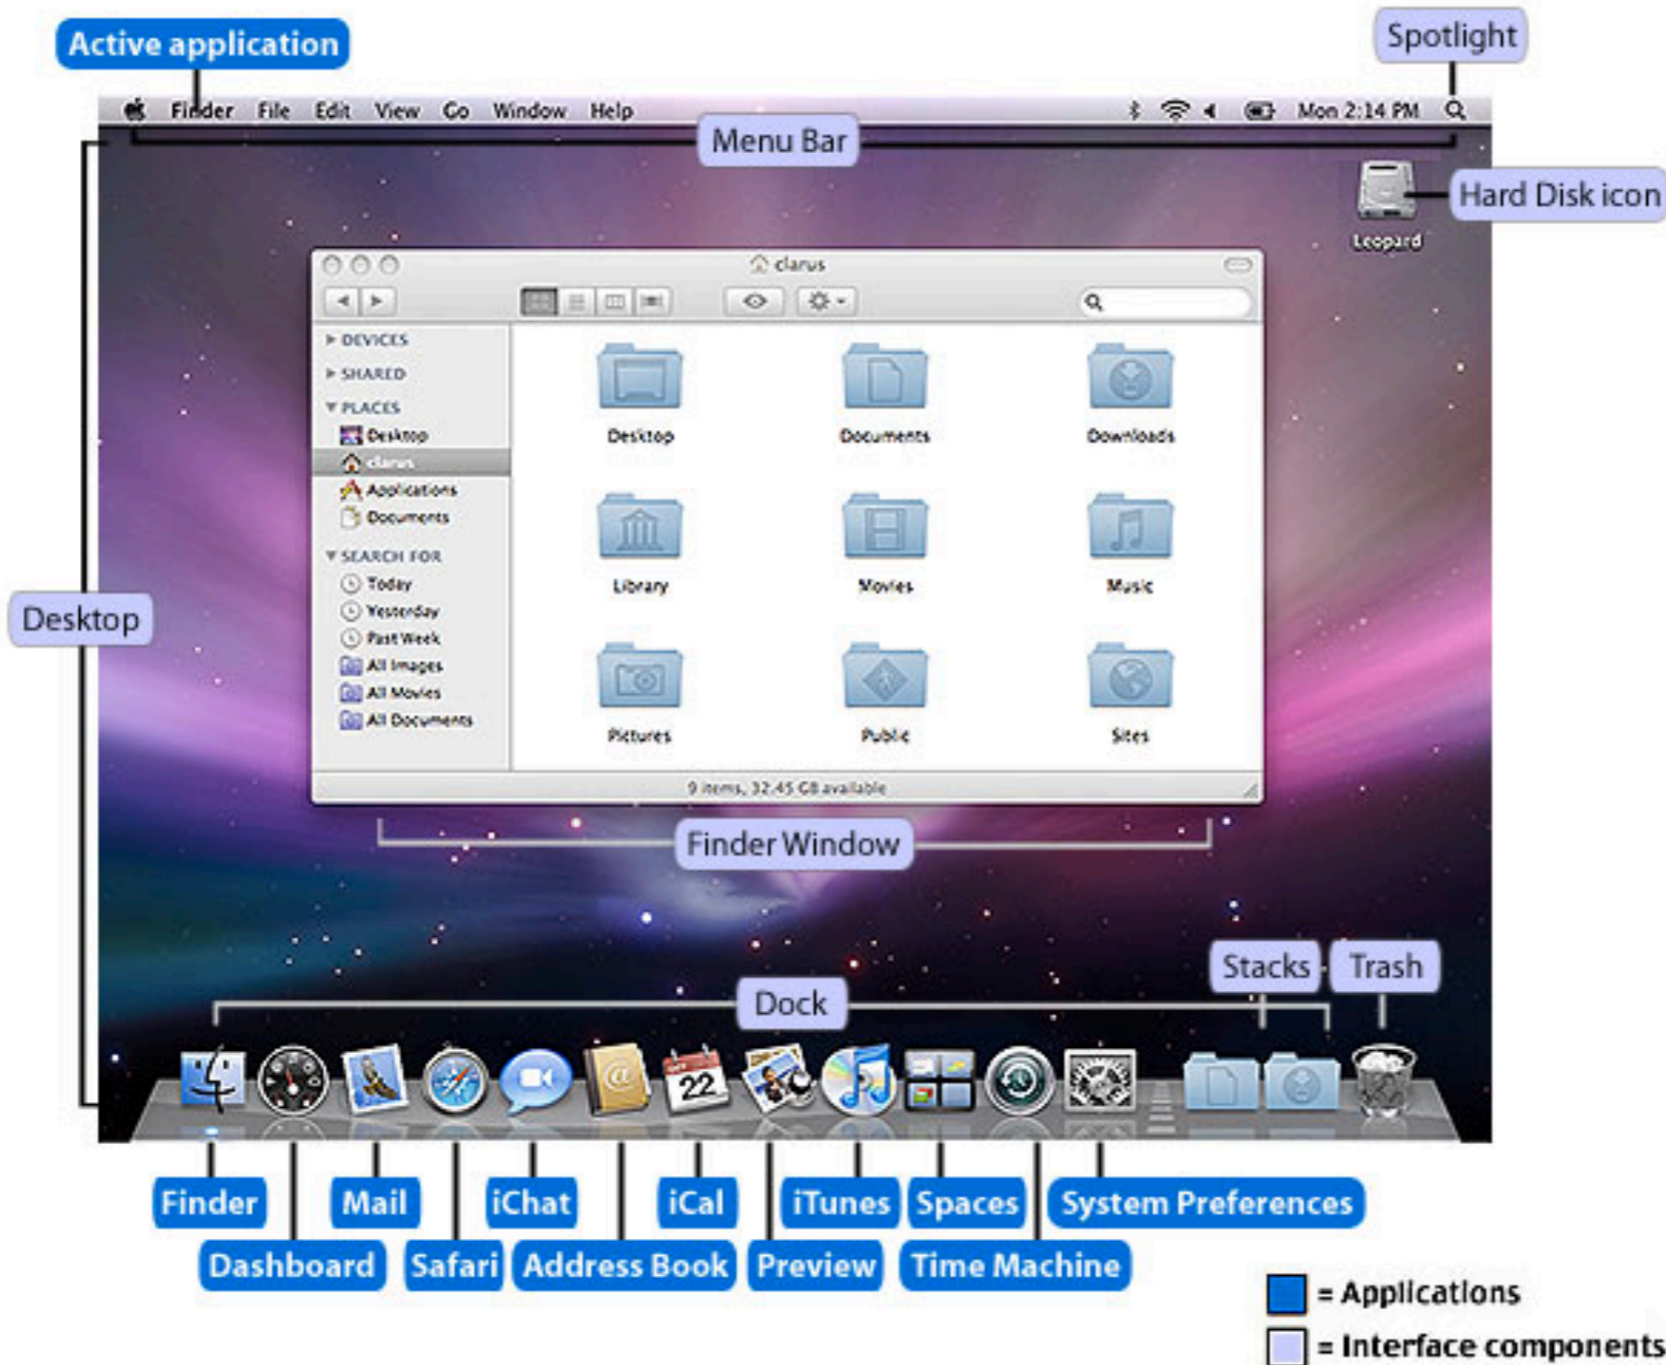 Active application
Spotlight
Finder File Edit View Go Window Help
Mon 2:14 PM
Menu Bar
Hard Disk icon
Leopard
clarus
DEVICES
SHARED
PLACES
Desktop
clarus
Applications
Documents
SEARCH FOR
Today
Yesterday
Past Week
All Images
All Movies
All Documents
Desktop Documents Downloads
Library Movies Music
Pictures Public Sites
9 items, 32.45 GB available
Desktop
Finder Window
Stacks Trash
Dock
@
22
Finder Mail iChat iCal iTunes Spaces System Preferences
Dashboard Safari Address Book Preview Time Machine
= Applications
= Interface components